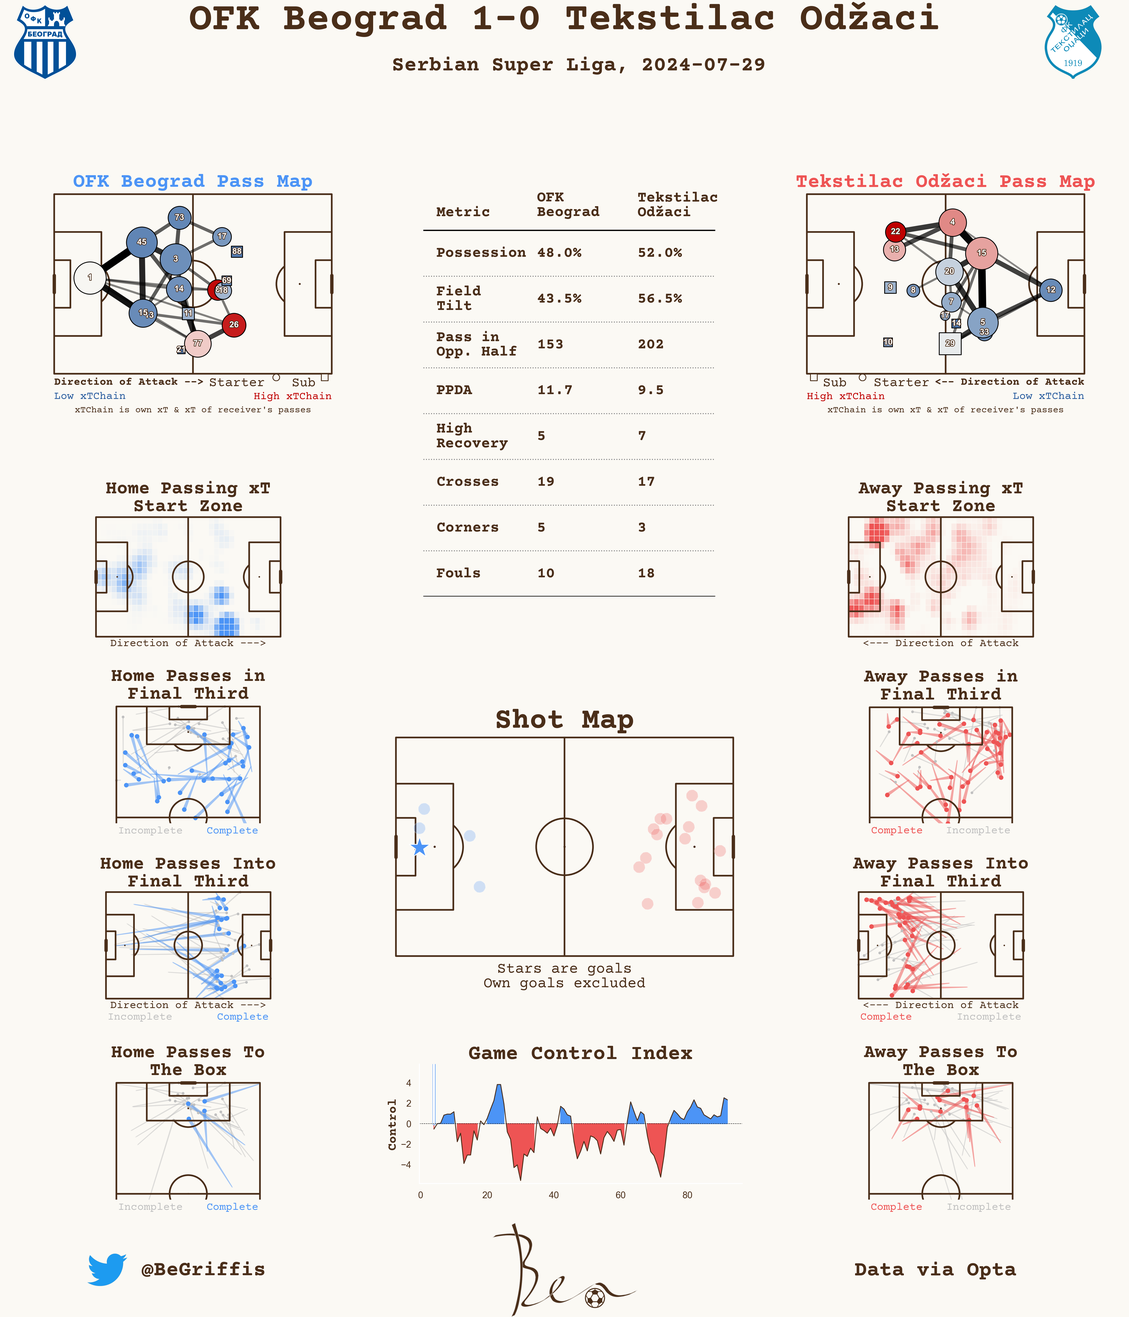 OFK Beograd 1-0 Tekstilac Odžaci
Serbian Super Liga, 2024-07-29
ОФК
БЕОГРАД
ФК
ТЕКСТИЛАЦ
ОЏАЦИ
1919
OFK Beograd Pass Map
73
45
17
88
3
1
69
14
18
15
11
26
77
Direction of Attack --> Starter Sub
Low xTChain High xTChain
xTChain is own xT & xT of receiver's passes
Metric OFK Beograd Tekstilac Odžaci
Possession 48.0% 52.0%
Field Tilt 43.5% 56.5%
Pass in Opp. Half 153 202
PPDA 11.7 9.5
High Recovery 5 7
Crosses 19 17
Corners 5 3
Fouls 10 18
Tekstilac Odžaci Pass Map
4
22
13
15
20
9
8
12
7
14
5
33
10
29
Sub Starter <-- Direction of Attack
High xTChain Low xTChain
xTChain is own xT & xT of receiver's passes
Home Passing xT
Start Zone
Direction of Attack --->
Away Passing xT
Start Zone
<--- Direction of Attack
Home Passes in
Final Third
Incomplete Complete
Away Passes in
Final Third
Complete Incomplete
Shot Map
Stars are goals
Own goals excluded
Home Passes Into
Final Third
Direction of Attack --->
Incomplete Complete
Away Passes Into
Final Third
<--- Direction of Attack
Complete Incomplete
Home Passes To
The Box
Incomplete Complete
Game Control Index
Control
4
2
0
−2
−4
0 20 40 60 80
Away Passes To
The Box
Complete Incomplete
@BeGriffis
Bea
Data via Opta